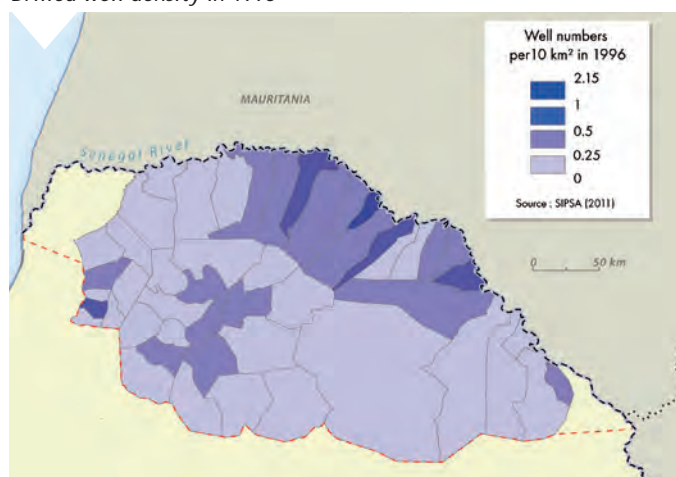 Well numbers
per10 km² in 1996
2.15
1
0.5
0.25
0
Source : SIPSA (2011)
MAURITANIA
Senegal River
0 50 km